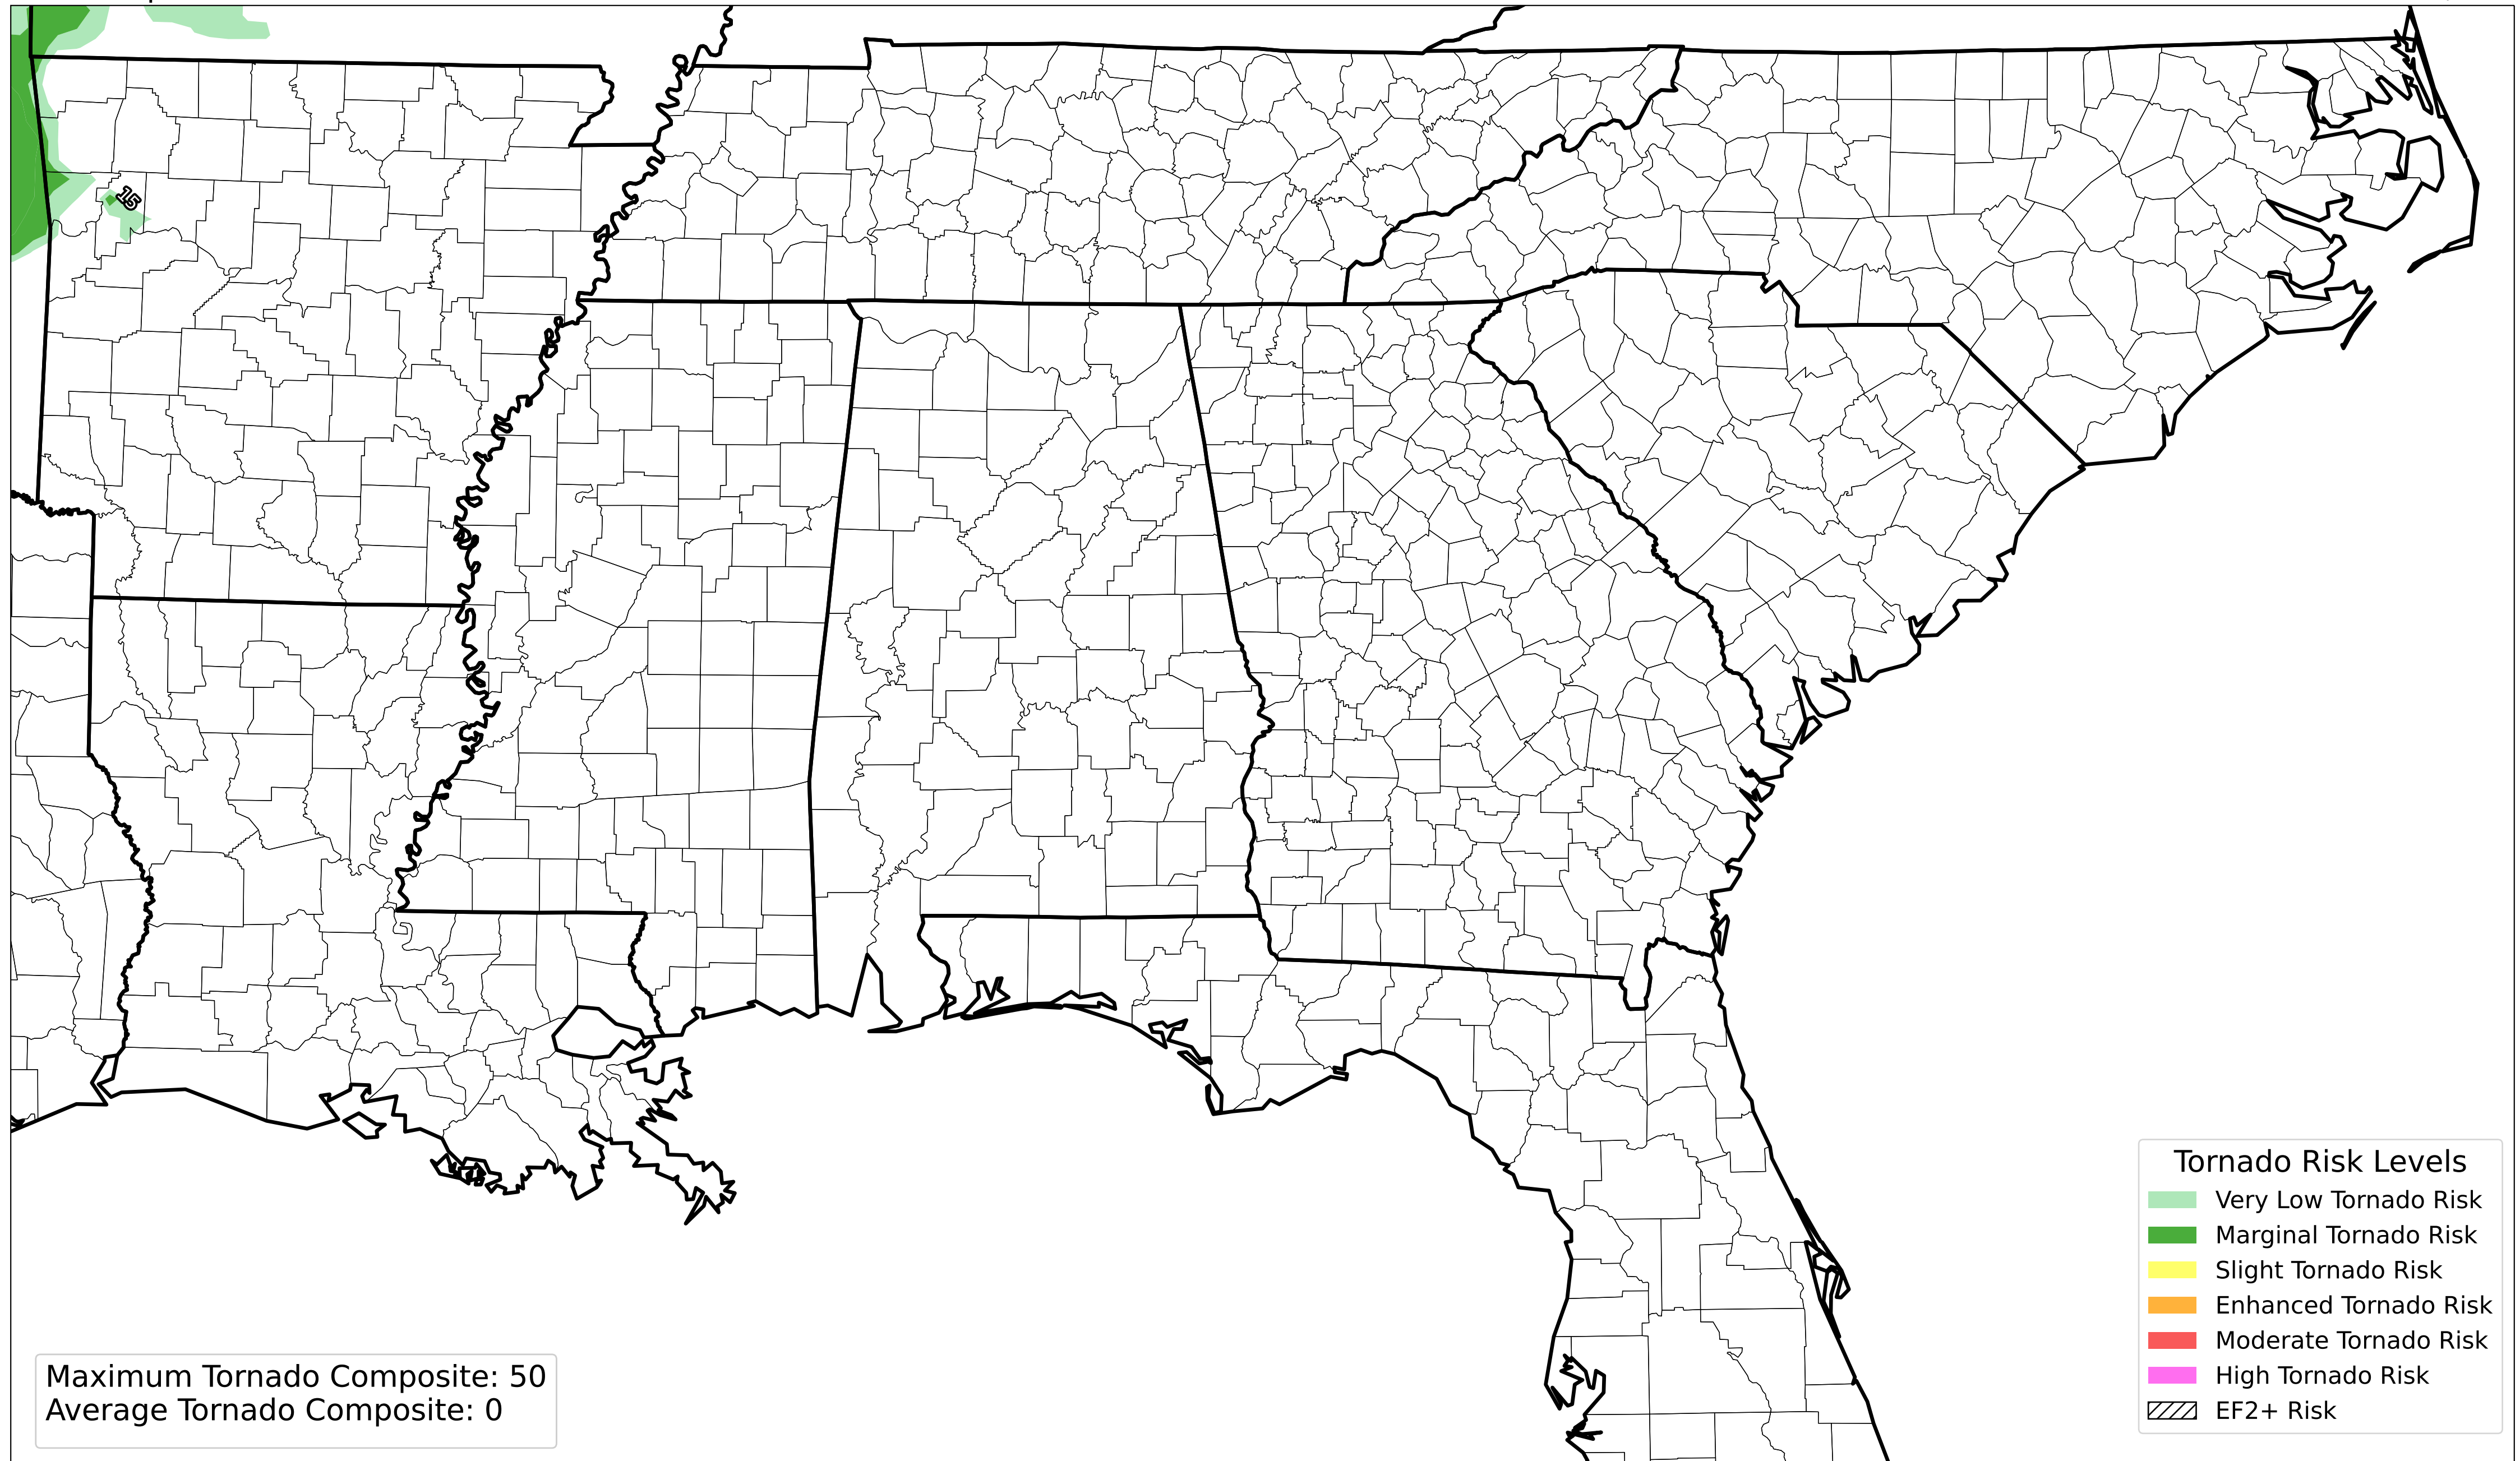 15
Tornado Risk Levels
Very Low Tornado Risk
Marginal Tornado Risk
Slight Tornado Risk
Enhanced Tornado Risk
Moderate Tornado Risk
High Tornado Risk
EF2+ Risk
Maximum Tornado Composite: 50
Average Tornado Composite: 0